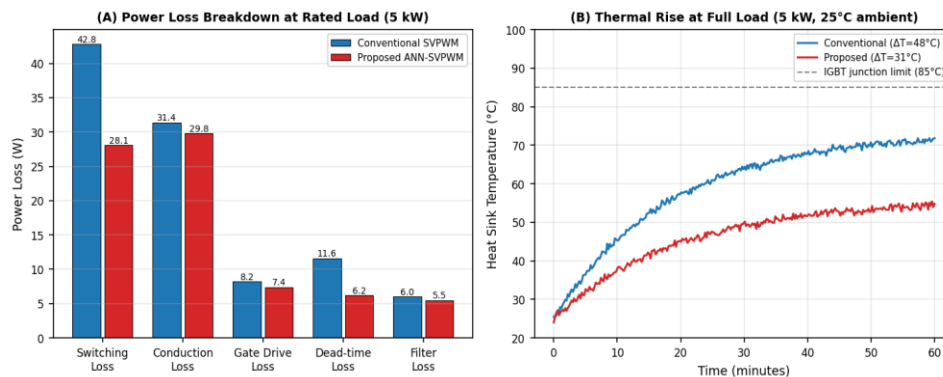 (A) Power Loss Breakdown at Rated Load (5 kW)
Conventional SVPWM
Proposed ANN-SVPWM
Power Loss (W)
40
35
30
25
20
15
10
5
0
42.8
28.1
31.4
29.8
8.2
7.4
11.6
6.2
6.0
5.5
Switching
Loss
Conduction
Loss
Gate Drive
Loss
Dead-time
Loss
Filter
Loss
(B) Thermal Rise at Full Load (5 kW, 25°C ambient)
Conventional (ΔT=48°C)
Proposed (ΔT=31°C)
IGBT junction limit (85°C)
Heat Sink Temperature (°C)
100
90
80
70
60
50
40
30
20
0
10
20
30
40
50
60
Time (minutes)